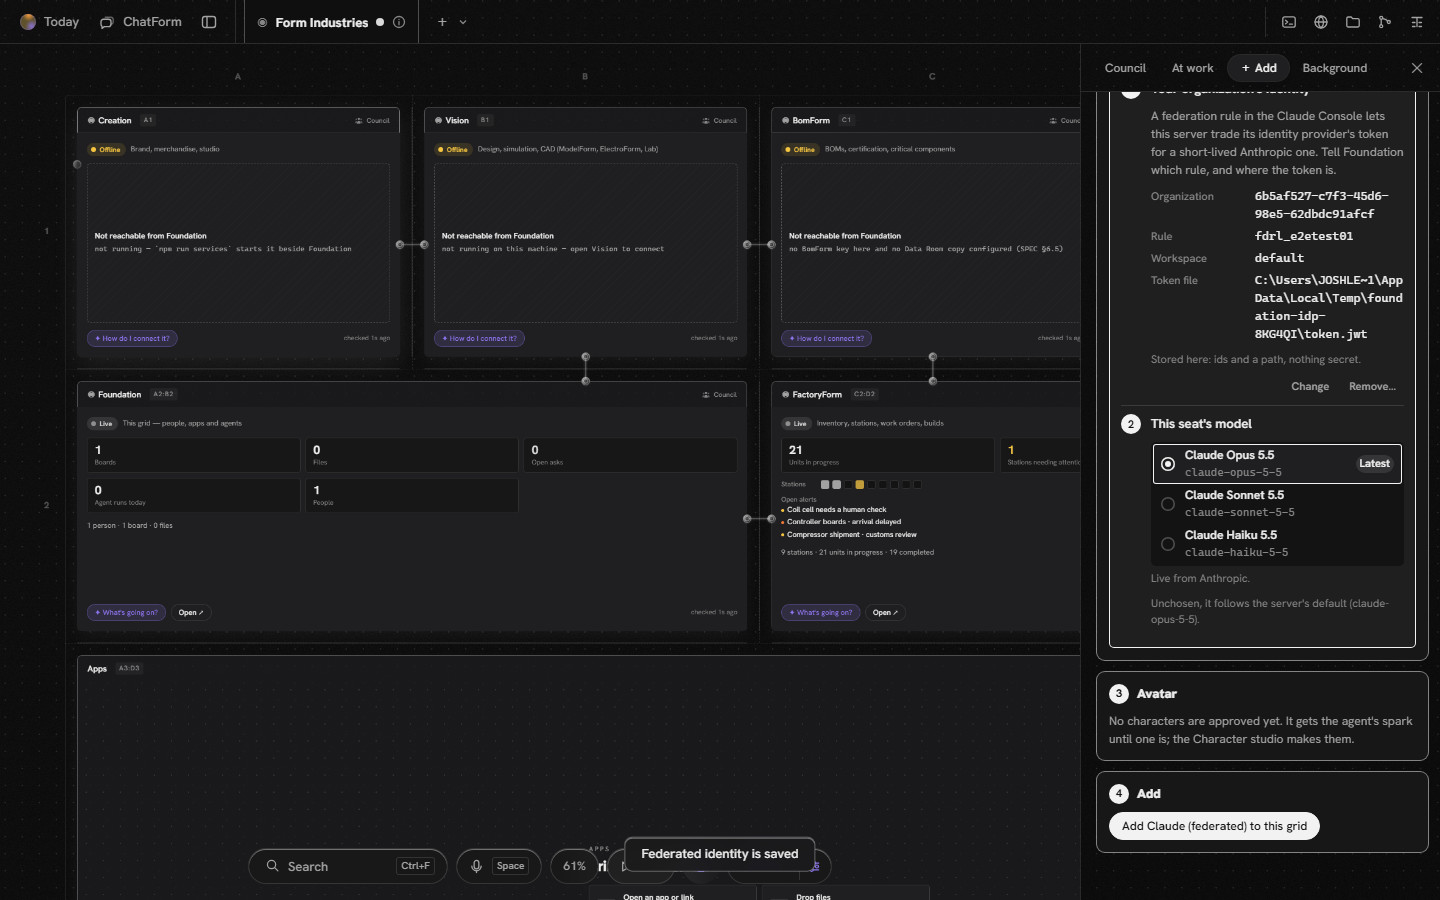 Today
ChatForm
Form Industries
Council
At work
+ Add
Background
A
B
C
1
2
Creation
A1
Council
Offline
Brand, merchandise, studio
Not reachable from Foundation
not running — `npm run services` starts it beside Foundation
How do I connect it?
checked 1s ago
Vision
B1
Council
Offline
Design, simulation, CAD (ModelForm, ElectroForm, Lab)
Not reachable from Foundation
not running on this machine — open Vision to connect
How do I connect it?
checked 1s ago
BomForm
C1
Offline
BOMs, certification, critical components
Not reachable from Foundation
no BomForm key here and no Data Room copy configured (SPEC §6.5)
How do I connect it?
checked 1s
Foundation
A2:B2
Council
Live
This grid — people, apps and agents
1
Boards
0
Files
0
Open asks
0
Agent runs today
1
People
1 person · 1 board · 0 files
What's going on?
Open ↗
checked 1s ago
FactoryForm
C2:D2
Live
Inventory, stations, work orders, builds
21
Units in progress
1
Stations needing
Stations
Open alerts
Coil cell needs a human check
Controller boards · arrival delayed
Compressor shipment · customs review
9 stations · 21 units in progress · 19 completed
What's going on?
Open ↗
Apps
A3:D3
APPS
Search
Ctrl+F
Space
61%
Federated identity is saved
Open an app or link
Drop files
Your organization's identity
A federation rule in the Claude Console lets
this server trade its identity provider's token
for a short-lived Anthropic one. Tell Foundation
which rule, and where the token is.
Organization
6b5af527-c7f3-45d6-
98e5-62dbdc91afcf
Rule
fdrl_e2etest01
Workspace
default
Token file
C:\Users\JOSHLE~1\App
Data\Local\Temp\found
ation-idp-
8KG4QI\token.jwt
Stored here: ids and a path, nothing secret.
Change
Remove...
2
This seat's model
Claude Opus 5.5
claude-opus-5-5
Latest
Claude Sonnet 5.5
claude-sonnet-5-5
Claude Haiku 5.5
claude-haiku-5-5
Live from Anthropic.
Unchosen, it follows the server's default (claude-
opus-5-5).
3
Avatar
No characters are approved yet. It gets the agent's spark
until one is; the Character studio makes them.
4
Add
Add Claude (federated) to this grid